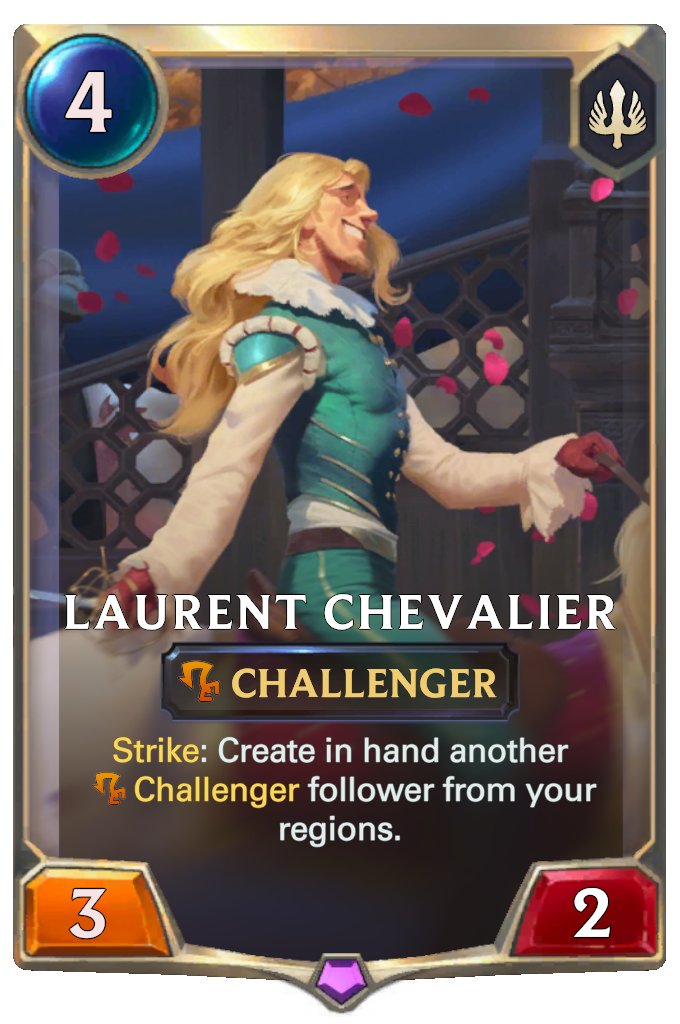 4
LAURENT CHEVALIER
CHALLENGER
Strike: Create in hand another
Challenger follower from your
regions.
3
2